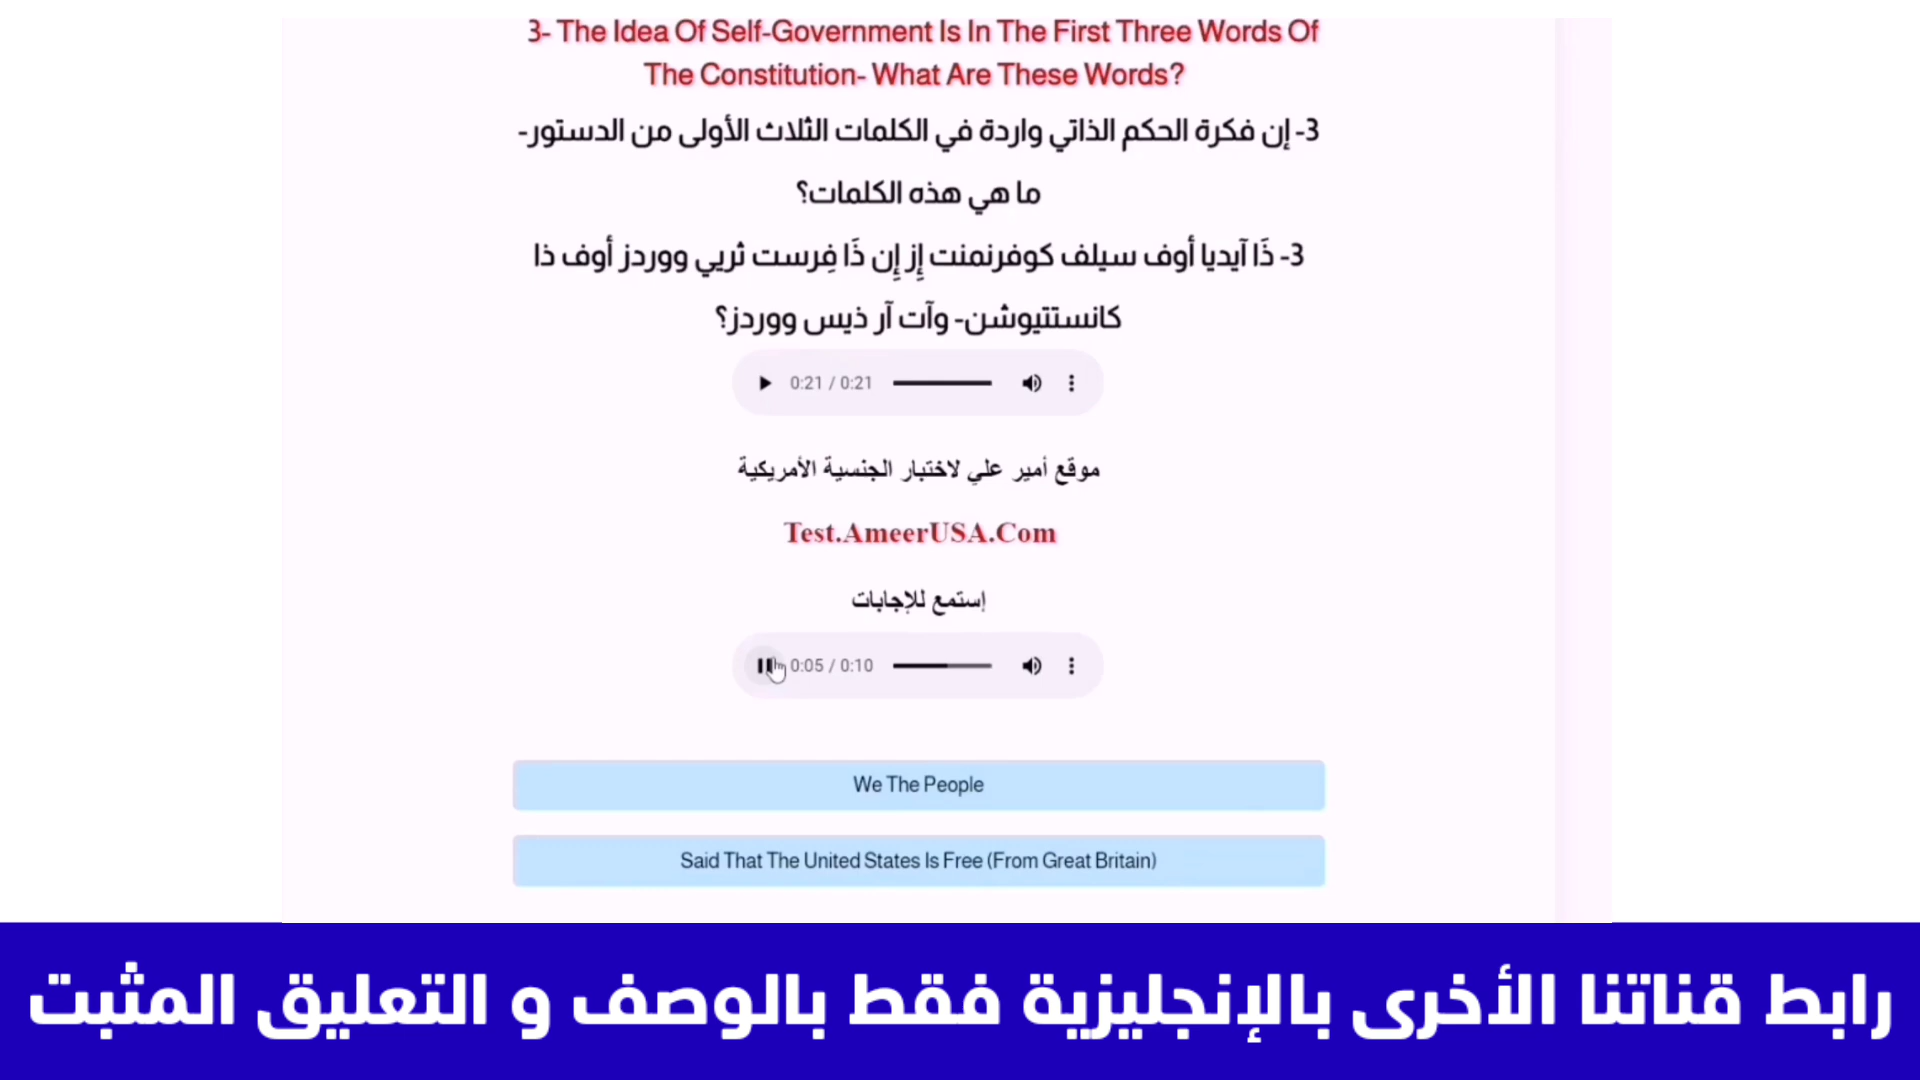 3- The Idea Of Self-Government Is In The First Three Words Of
The Constitution- What Are These Words?
3- إن فكرة الحكم الذاتي واردة في الكلمات الثلاث الأولى من الدستور-
ما هي هذه الكلمات؟
3- ذَا آيديا أوف سيلف كوفرنمنت إِز إِن ذَا فِرست ثريي ووردز أوف ذا
كانستتيوشن- وآت آر ذيس ووردز؟
0:21 / 0:21
موقع أمير علي لاختبار الجنسية الأمريكية
Test.AmeerUSA.Com
إستمع للإجابات
0:05 / 0:10
We The People
Said That The United States Is Free (From Great Britain)
رابط قناتنا الأخرى بالإنجليزية فقط بالوصف و التعليق المثبت